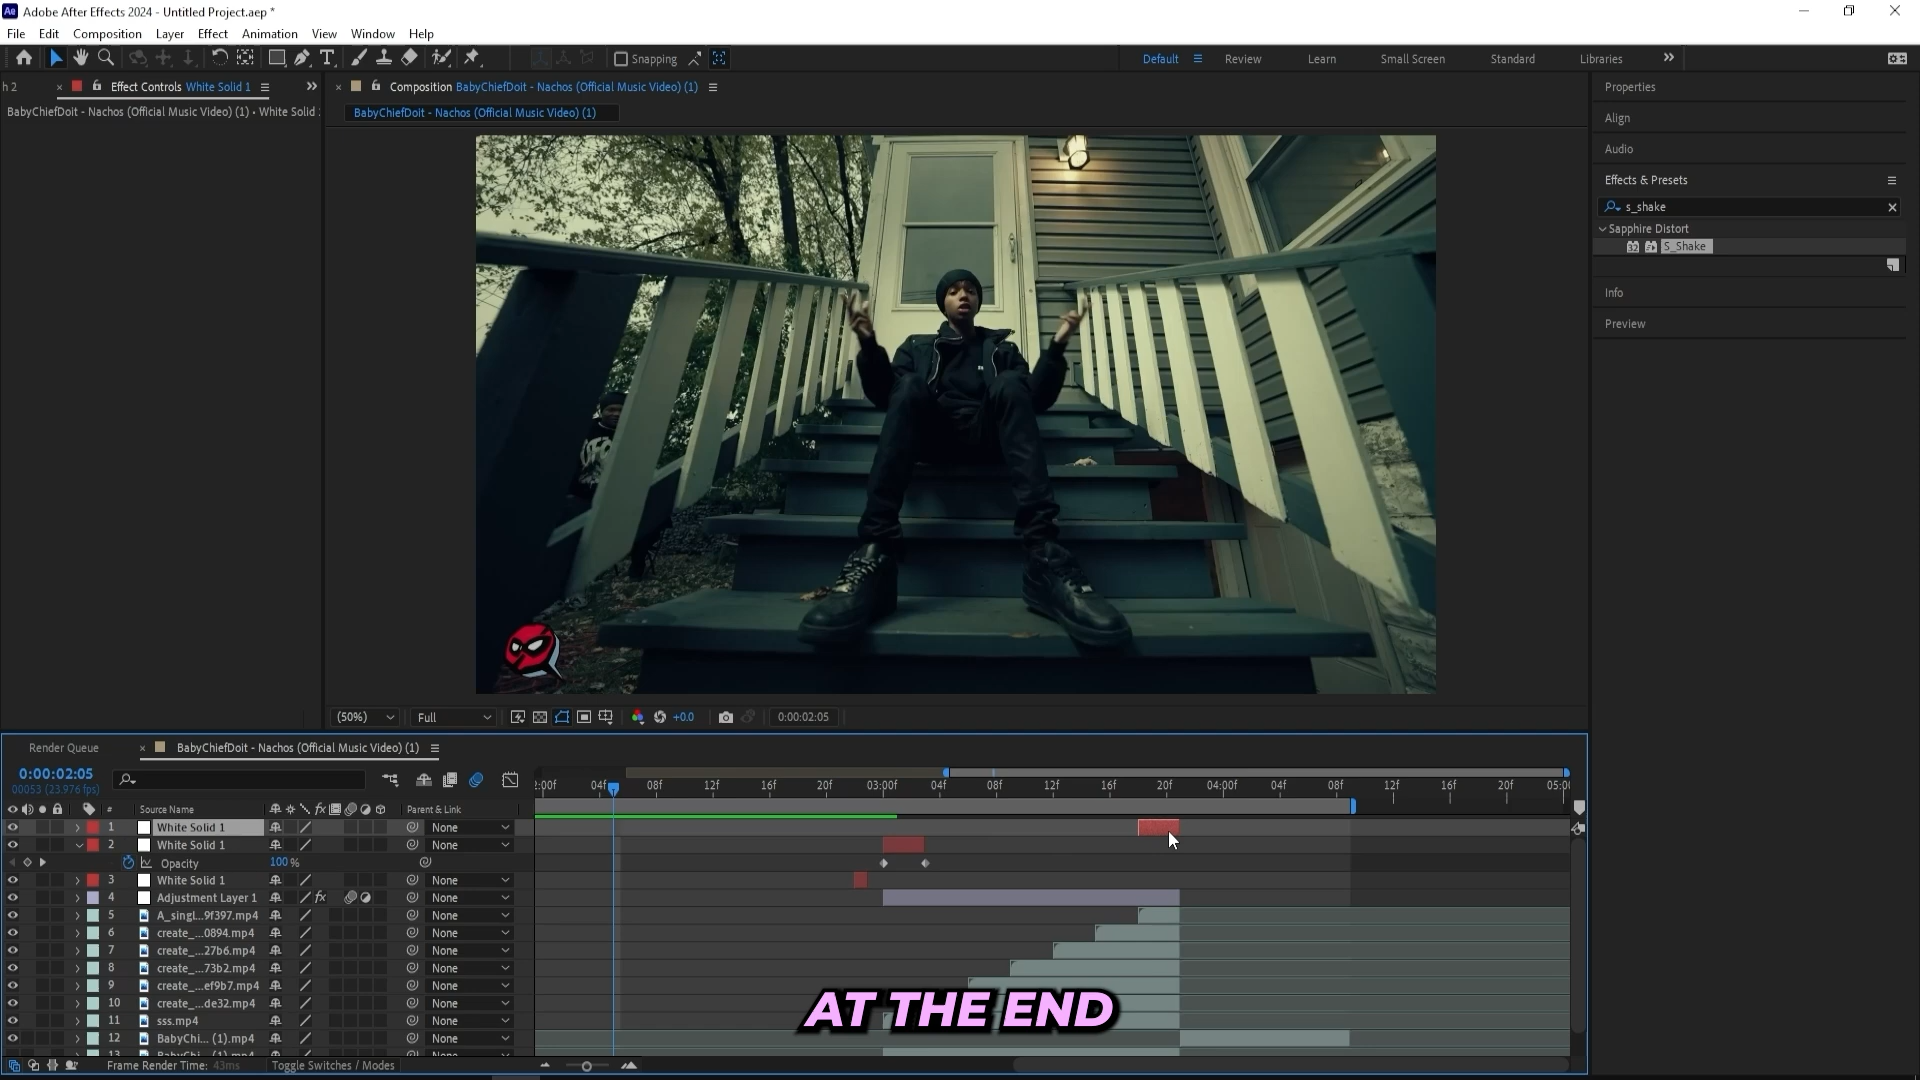 Adobe After Effects 2024 - Untitled Project.aep *
File Edit Composition Layer Effect Animation View Window Help
Snapping Default Review Learn Small Screen Standard Libraries
h 2 Effect Controls White Solid 1
BabyChiefDoit - Nachos (Official Music Video) (1) • White Solid
Composition BabyChiefDoit - Nachos (Official Music Video) (1)
BabyChiefDoit - Nachos (Official Music Video) (1)
Properties
Align
Audio
Effects & Presets
s_shake
Sapphire Distort
32 S_Shake
Info
Preview
(50%) Full +0.0 0:00:02:05
Render Queue BabyChiefDoit - Nachos (Official Music Video) (1)
0:00:02:05
00053 (23.976 fps)
2:00f 04f 08f 12f 16f 20f 03:00f 04f 08f 12f 16f 20f 04:00f 04f 08f 12f 16f 20f 05:00
# Source Name fx Parent & Link
1 White Solid 1 None
2 White Solid 1 None
Opacity 100 %
3 White Solid 1 None
4 Adjustment Layer 1 fx None
5 A_singl...9f397.mp4 None
6 create_...0894.mp4 None
7 create_...27b6.mp4 None
8 create_...73b2.mp4 None
9 create_...ef9b7.mp4 None
10 create_...de32.mp4 None
11 sss.mp4 None
12 BabyChi... (1).mp4 None
13 BabyChi... (1).mp4 None
AT THE END
Frame Render Time: 43ms Toggle Switches / Modes